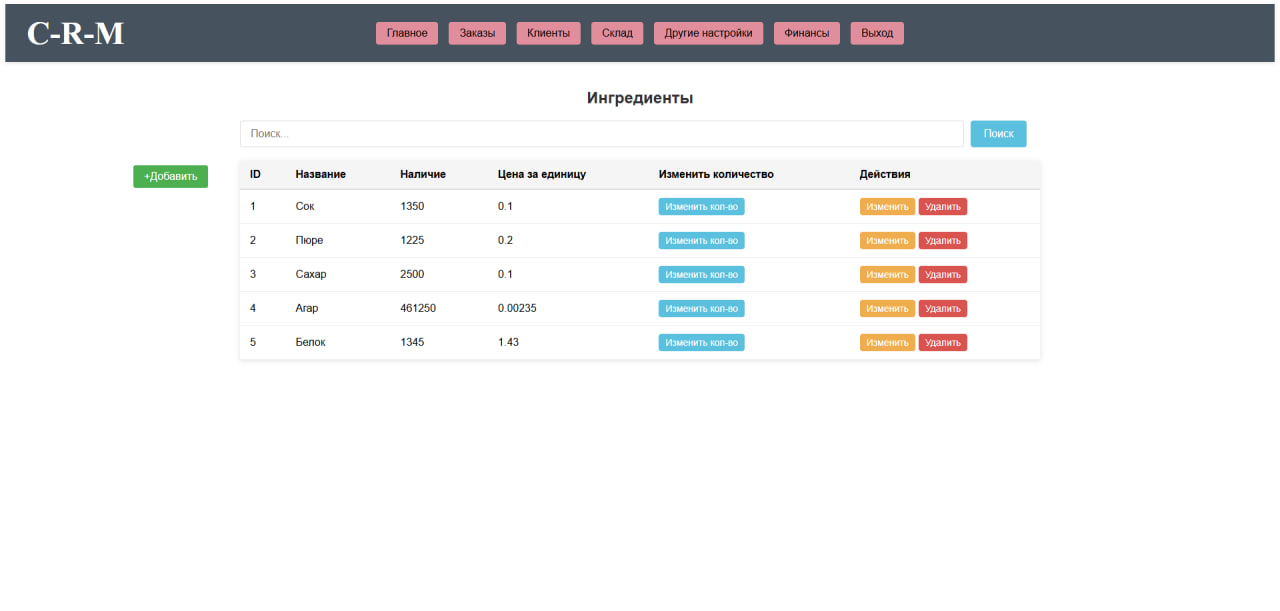 C-R-M
Главное Заказы Клиенты Склад Другие настройки Финансы Выход
Ингредиенты
Поиск... Поиск
+Добавить
ID Название Наличие Цена за единицу Изменить количество Действия
1 Сок 1350 0.1 Изменить кол-во Изменить Удалить
2 Пюре 1225 0.2 Изменить кол-во Изменить Удалить
3 Сахар 2500 0.1 Изменить кол-во Изменить Удалить
4 Агар 461250 0.00235 Изменить кол-во Изменить Удалить
5 Белок 1345 1.43 Изменить кол-во Изменить Удалить